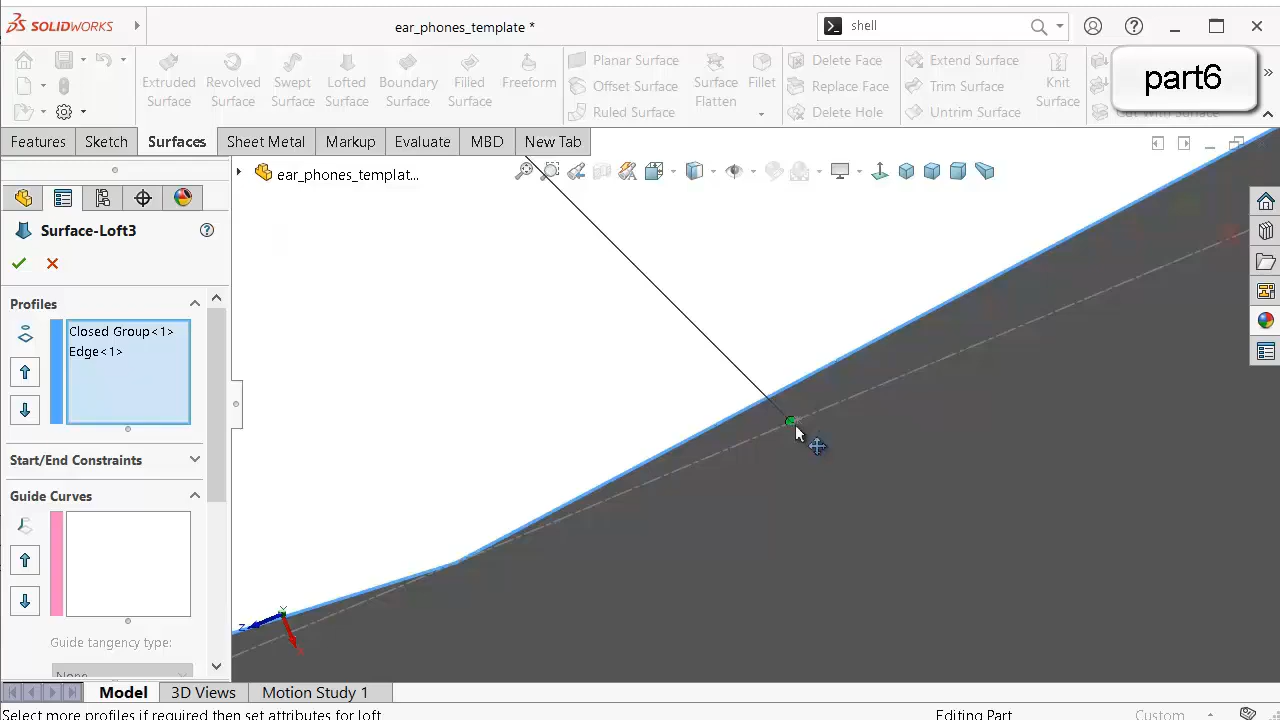 SOLIDWORKS
ear_phones_template *
shell
part6
Extruded Surface
Revolved Surface
Swept Surface
Lofted Surface
Boundary Surface
Filled Surface
Freeform
Planar Surface
Offset Surface
Ruled Surface
Surface Flatten
Fillet
Delete Face
Replace Face
Delete Hole
Extend Surface
Trim Surface
Untrim Surface
Knit Surface
Cut With Surface
Features
Sketch
Surfaces
Sheet Metal
Markup
Evaluate
MBD
New Tab
ear_phones_templat...
Surface-Loft3
Profiles
Closed Group<1>
Edge<1>
Start/End Constraints
Guide Curves
Guide tangency type:
None
Y
Z
X
Model
3D Views
Motion Study 1
Select more profiles if required then set attributes for loft
Editing Part
Custom